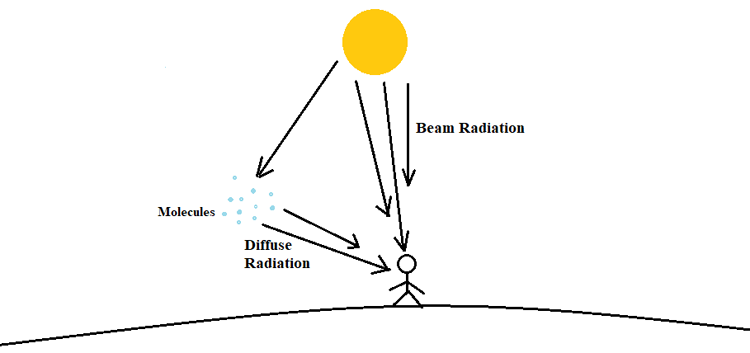 Beam Radiation
Molecules
Diffuse
Radiation